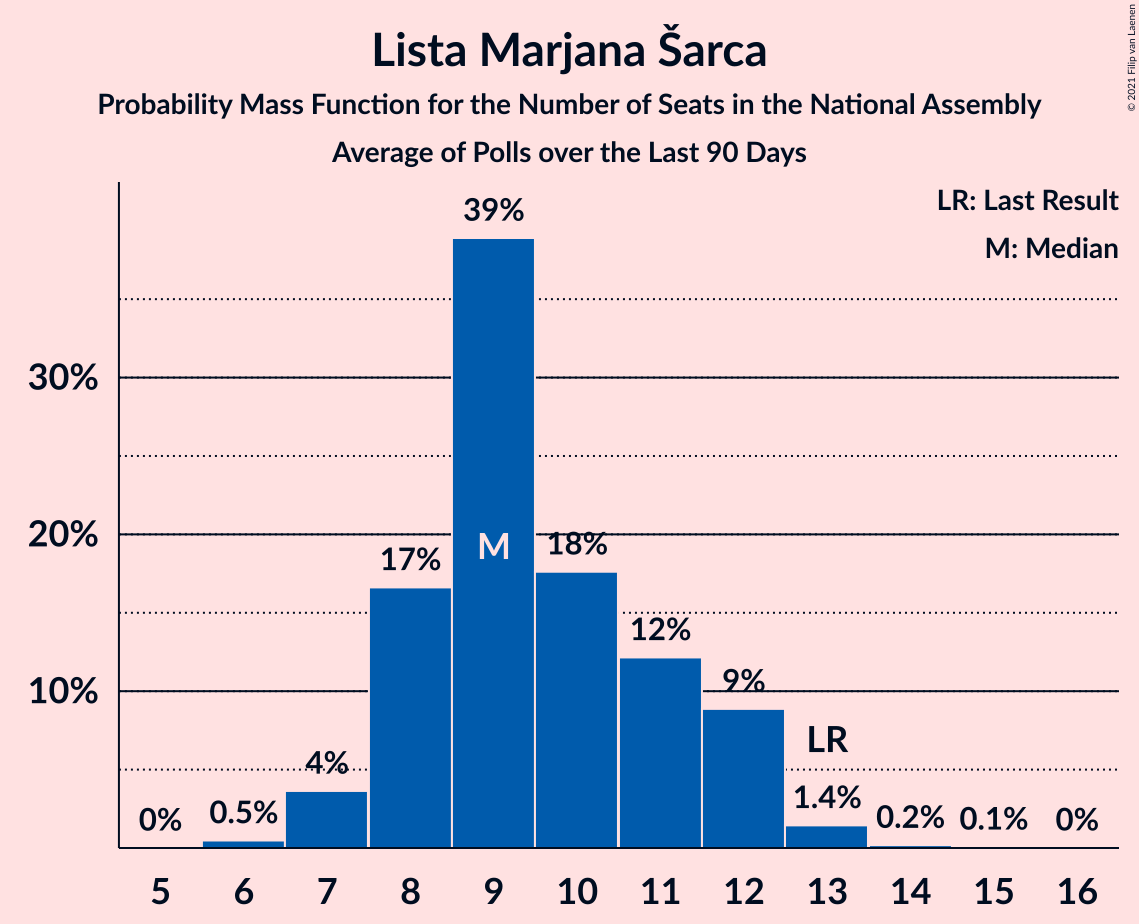 Lista Marjana Šarca
Probability Mass Function for the Number of Seats in the National Assembly
Average of Polls over the Last 90 Days
© 2021 Filip van Laenen
LR: Last Result
M: Median
39%
30%
20%
10%
M
18%
17%
12%
9%
LR
4%
1.4%
0%
0.5%
0.2%
0.1%
0%
5 6 7 8 9 10 11 12 13 14 15 16